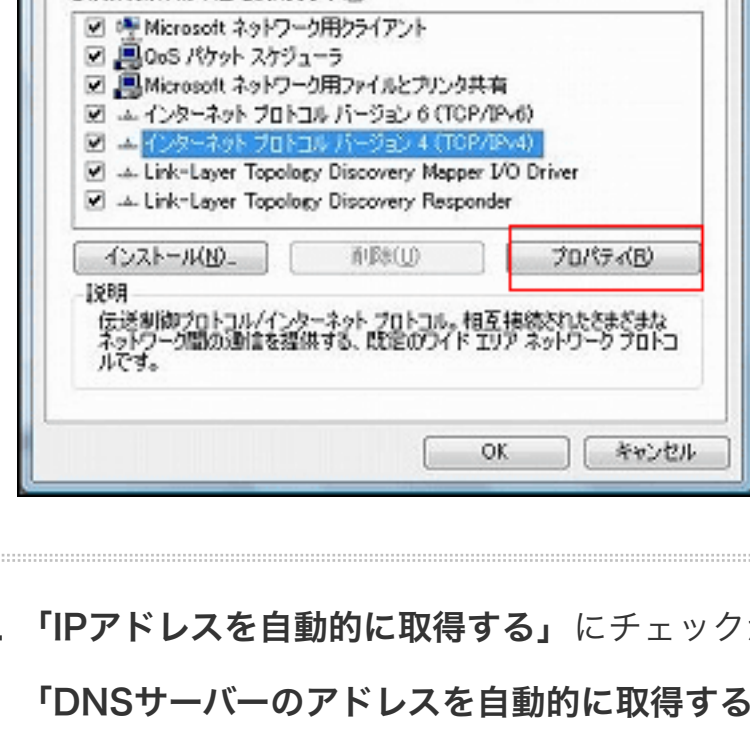 Microsoft ネットワーク用クライアント
QoS パケット スケジューラ
Microsoft ネットワーク用ファイルとプリンタ共有
インターネット プロトコル バージョン 6 (TCP/IPv6)
インターネット プロトコル バージョン 4 (TCP/IPv4)
Link-Layer Topology Discovery Mapper I/O Driver
Link-Layer Topology Discovery Responder
インストール(N)... 削除(U) プロパティ(R)
説明
伝送制御プロトコル/インターネット プロトコル。相互接続されたさまざまな
ネットワーク間の通信を提供する、既定のワイド エリア ネットワーク プロトコ
ルです。
OK キャンセル
「IPアドレスを自動的に取得する」にチェック
「DNSサーバーのアドレスを自動的に取得する